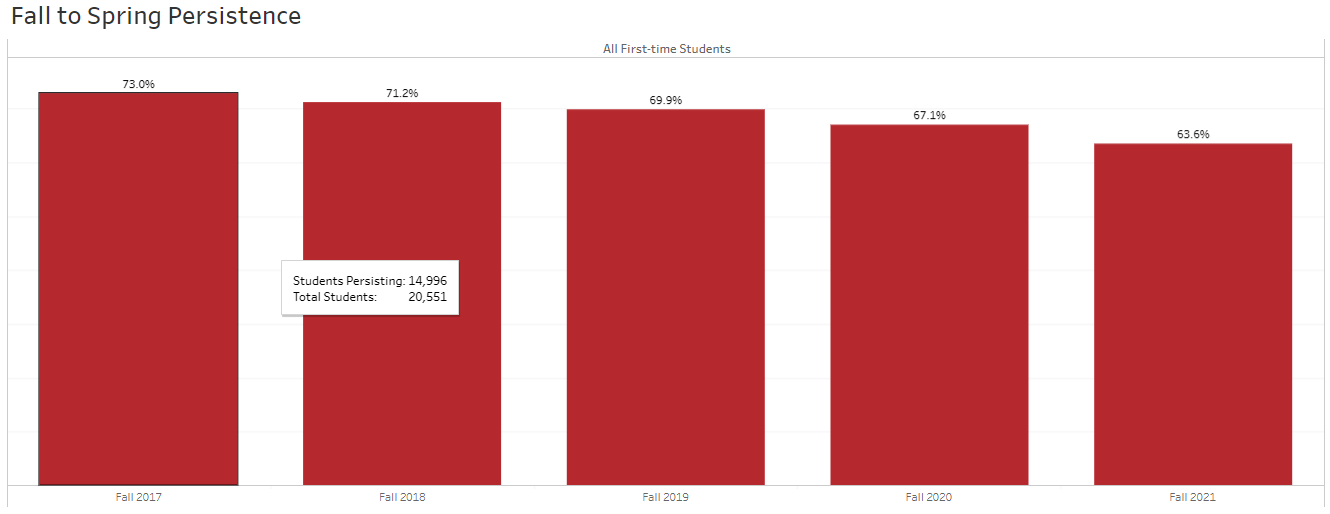 Fall to Spring Persistence
All First-time Students
73.0%
71.2%
69.9%
67.1%
63.6%
Students Persisting: 14,996
Total Students: 20,551
Fall 2017
Fall 2018
Fall 2019
Fall 2020
Fall 2021